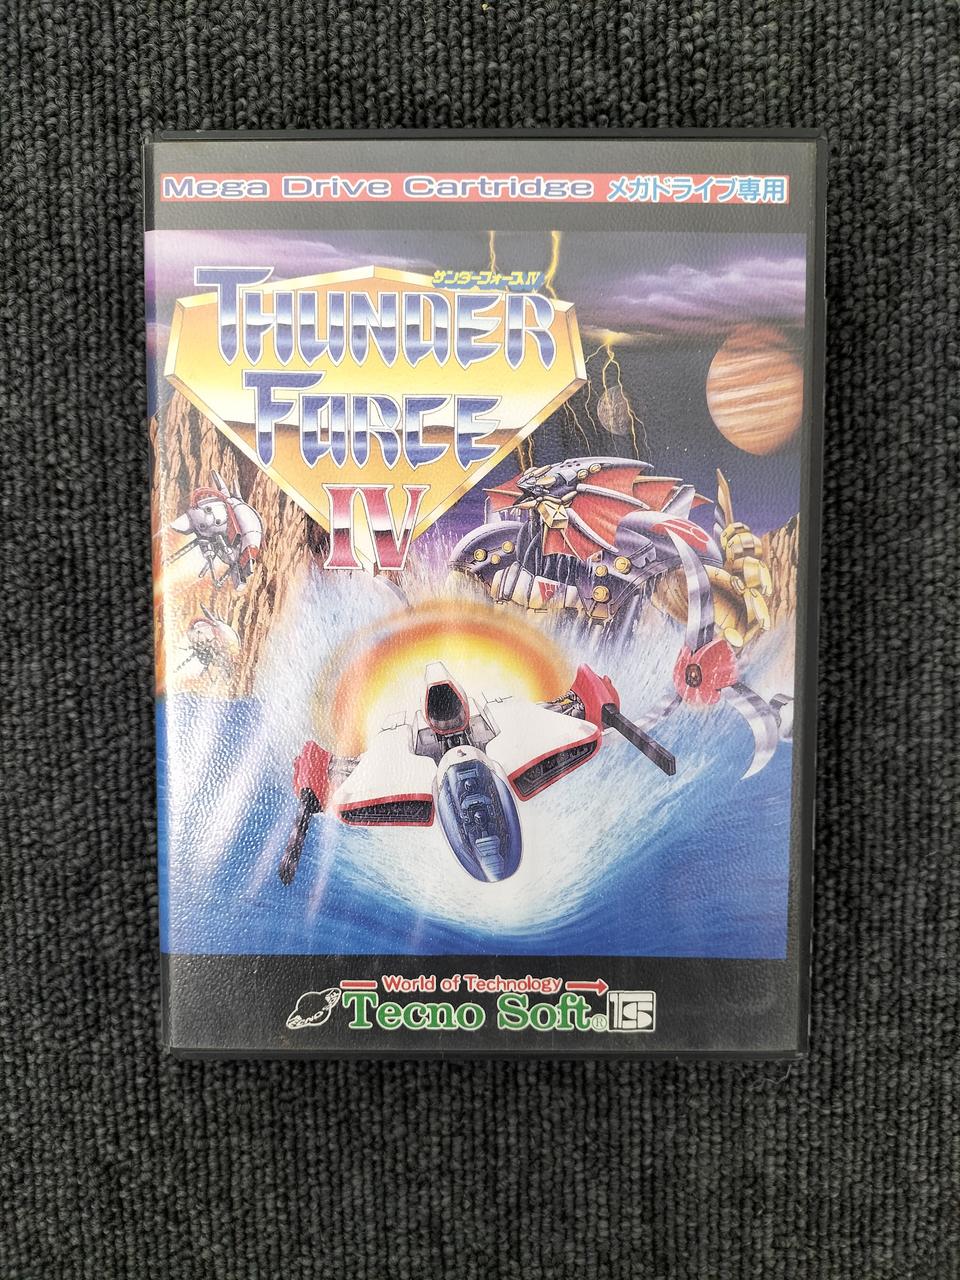 Mega Drive Cartridge メガドライブ専用
サンダーフォースIV
THUNDER
FORCE
IV
World of Technology
Tecno Soft®